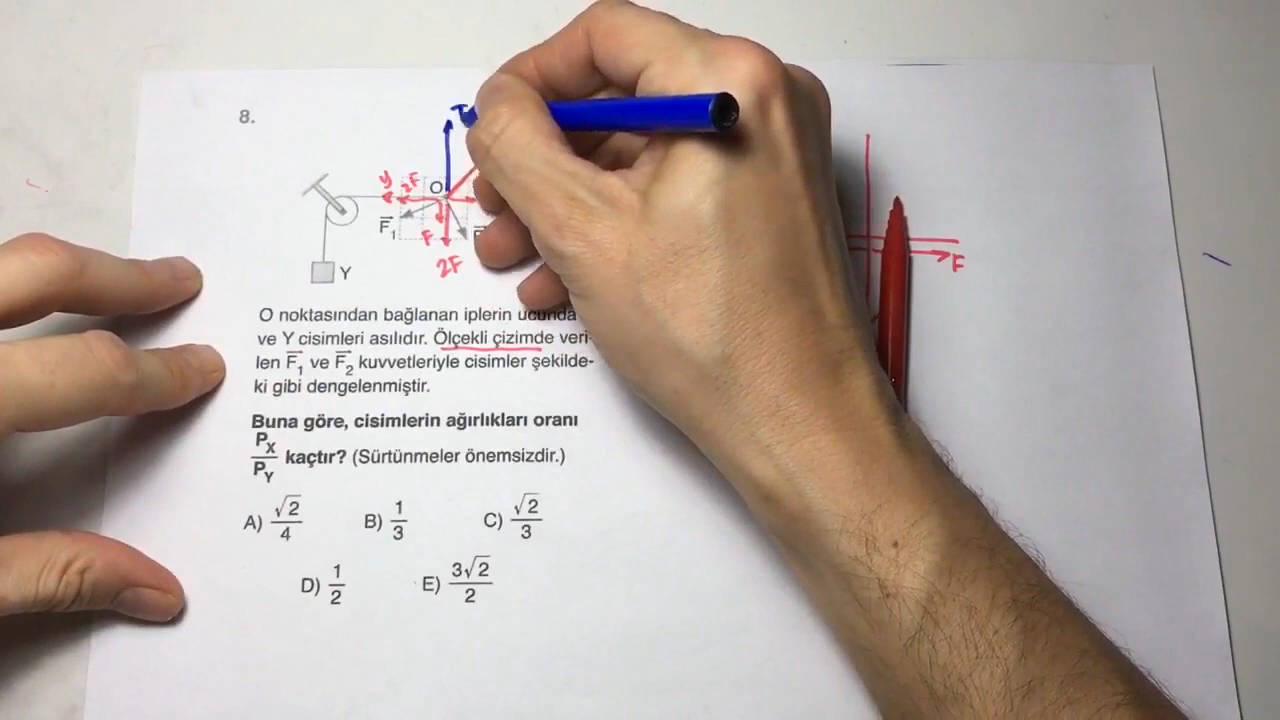 8.
y 2F O
F₁ F
2F
F
Y
O noktasından bağlanan iplerin ucunda
ve Y cisimleri asılıdır. Ölçekli çizimde veri-
len F₁ ve F₂ kuvvetleriyle cisimler şekilde-
ki gibi dengelenmiştir.
Buna göre, cisimlerin ağırlıkları oranı
PX/PY kaçtır? (Sürtünmeler önemsizdir.)
A) √2/4 B) 1/3 C) √2/3
D) 1/2 E) 3√2/2